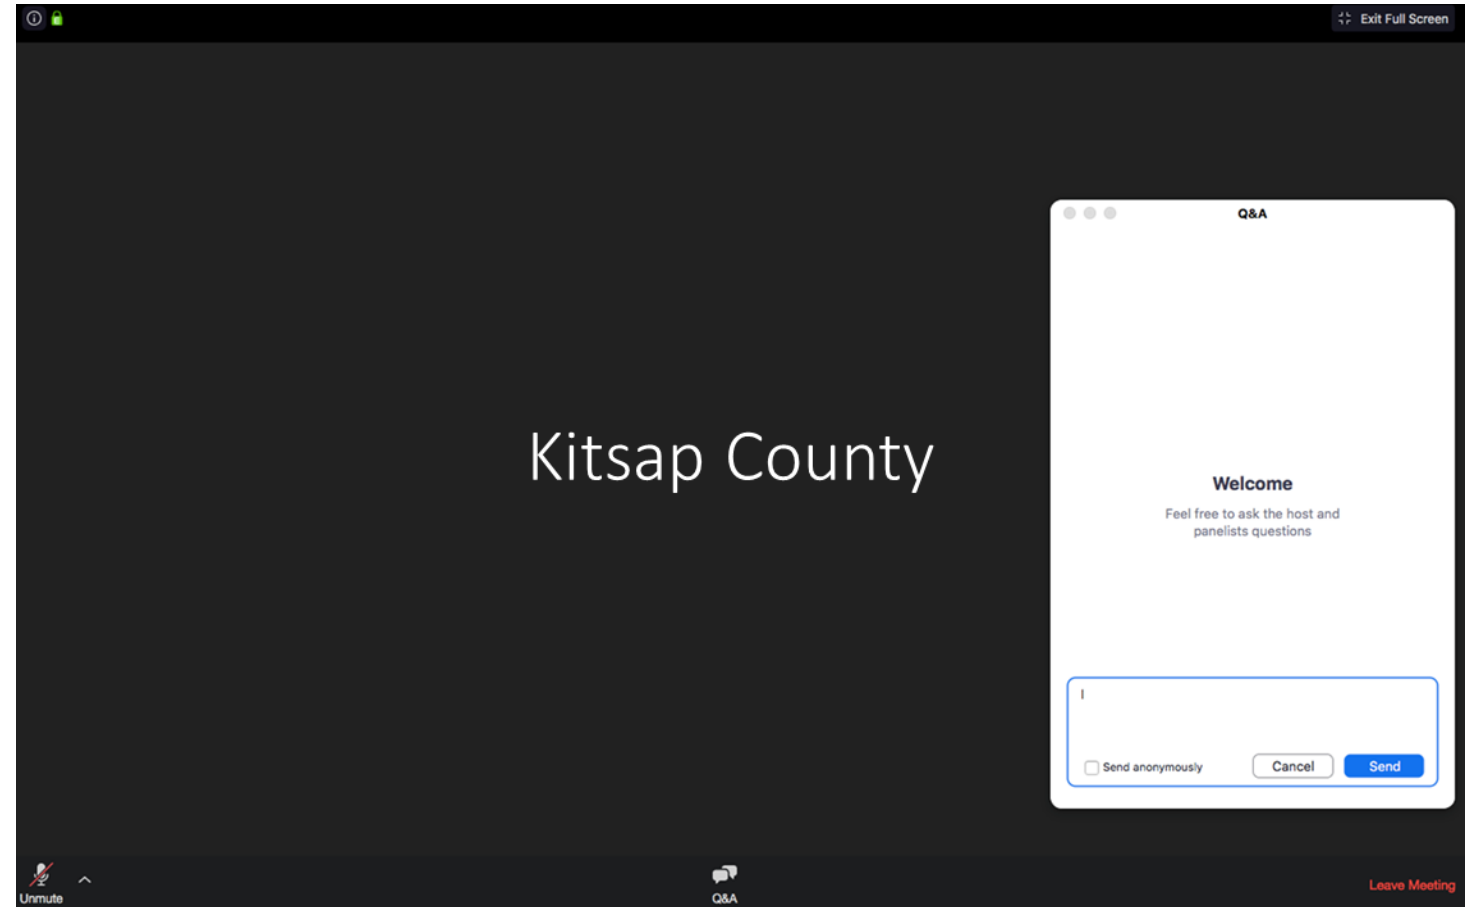 Exit Full Screen
Q&A
Kitsap County
Welcome
Feel free to ask the host and
panelists questions
Send anonymously
Cancel
Send
Unmute
Q&A
Leave Meeting